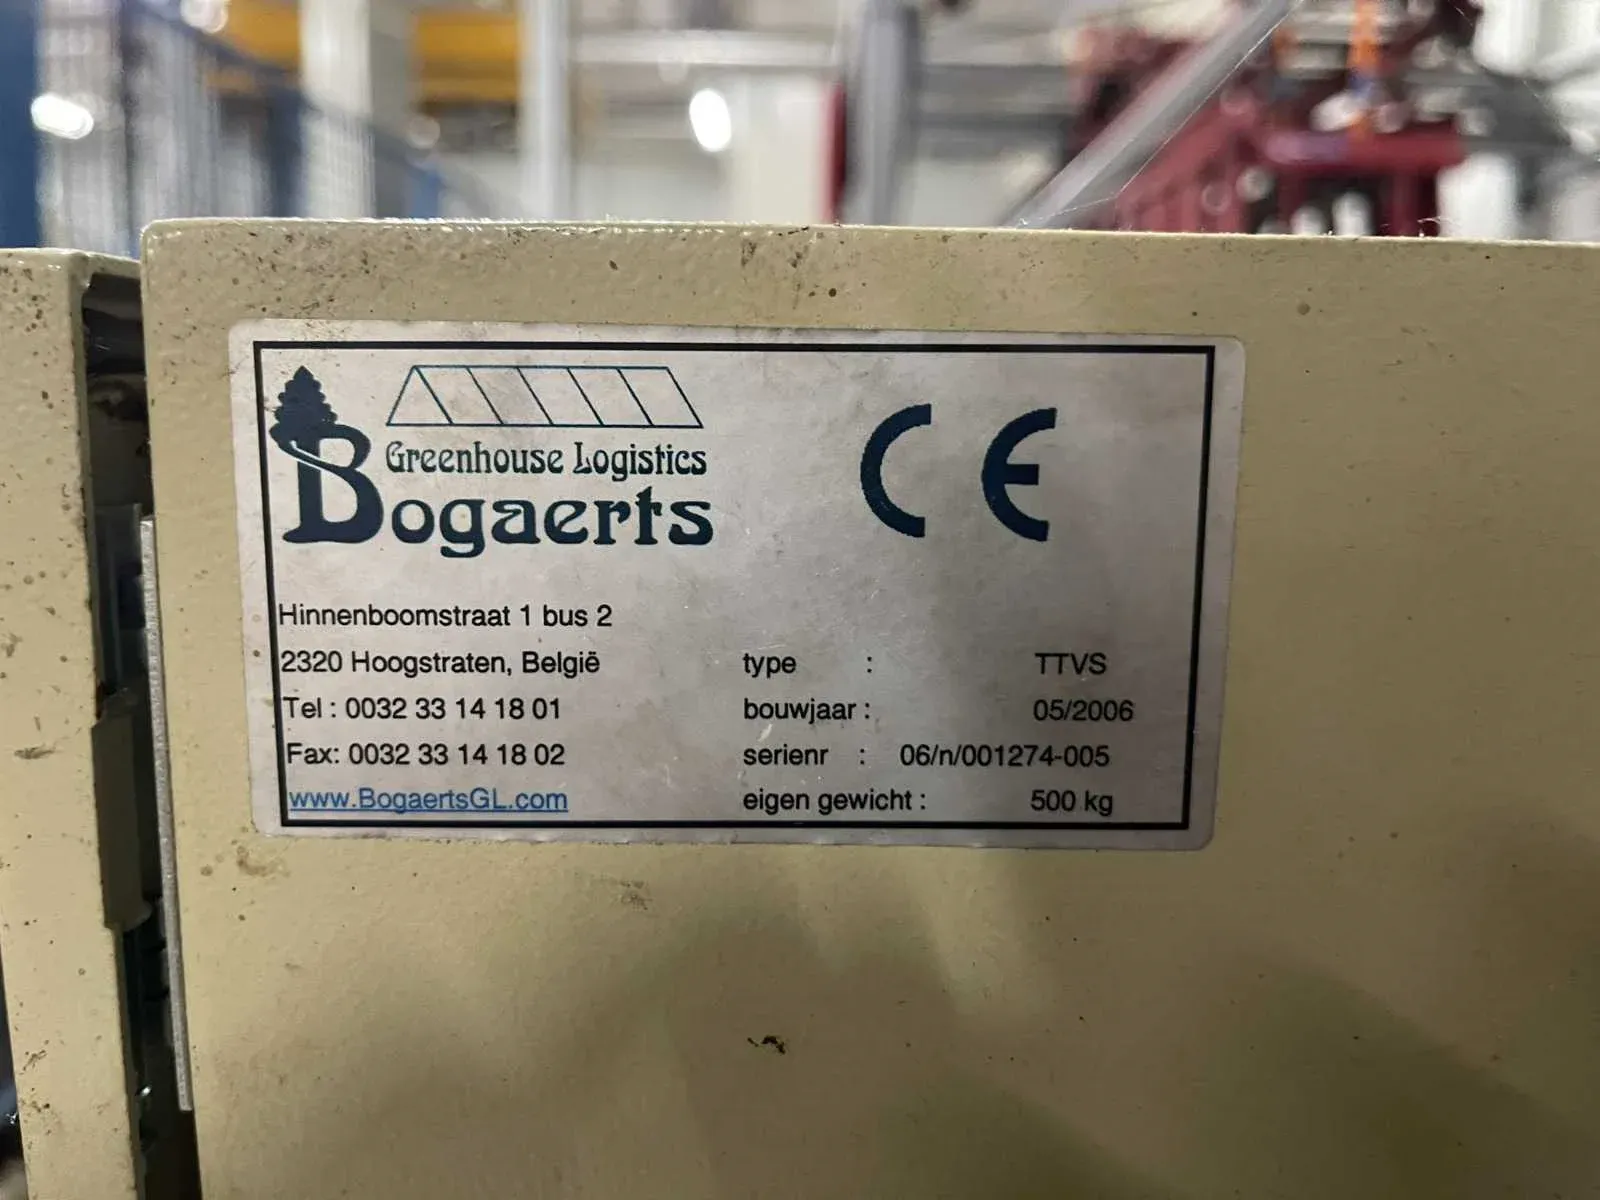 Greenhouse Logistics
Bogaerts
CE
Hinnenboomstraat 1 bus 2
2320 Hoogstraten, België
Tel : 0032 33 14 18 01
Fax: 0032 33 14 18 02
www.BogaertsGL.com
type : TTVS
bouwjaar : 05/2006
serienr : 06/n/001274-005
eigen gewicht : 500 kg